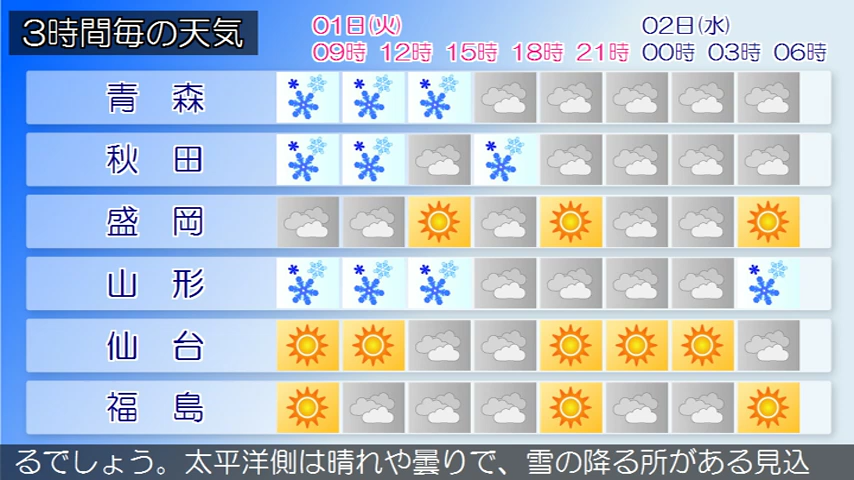 3時間毎の天気
01日(火) 02日(水)
09時 12時 15時 18時 21時 00時 03時 06時
青森
秋田
盛岡
山形
仙台
福島
るでしょう。太平洋側は晴れや曇りで、雪の降る所がある見込